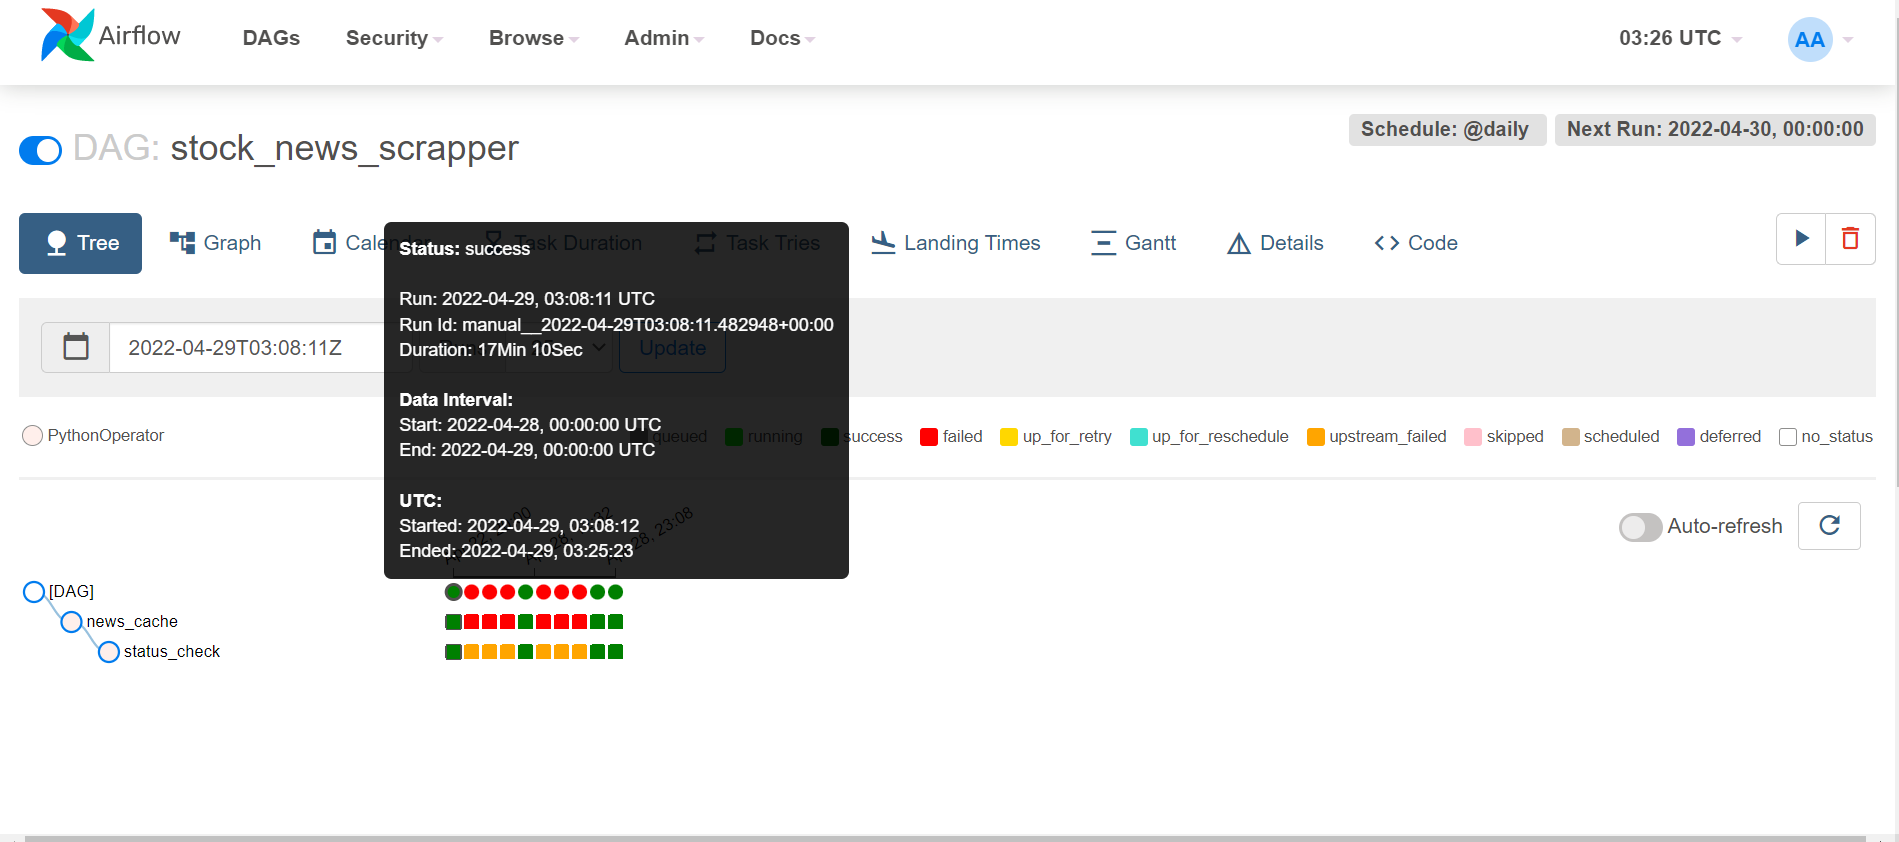 Airflow DAGs Security Browse Admin Docs 03:26 UTC AA
DAG: stock_news_scrapper
Schedule: @daily Next Run: 2022-04-30, 00:00:00
Tree Graph Calendar Task Duration Task Tries Landing Times Gantt Details Code
Status: success
Run: 2022-04-29, 03:08:11 UTC
Run Id: manual__2022-04-29T03:08:11.482948+00:00
Duration: 17Min 10Sec
2022-04-29T03:08:11Z Update
Data Interval:
Start: 2022-04-28, 00:00:00 UTC
End: 2022-04-29, 00:00:00 UTC
PythonOperator queued running success failed up_for_retry up_for_reschedule upstream_failed skipped scheduled deferred no_status
UTC:
Started: 2022-04-29, 03:08:12
Ended: 2022-04-29, 03:25:23
28, 23:08
Auto-refresh
[DAG]
news_cache
status_check